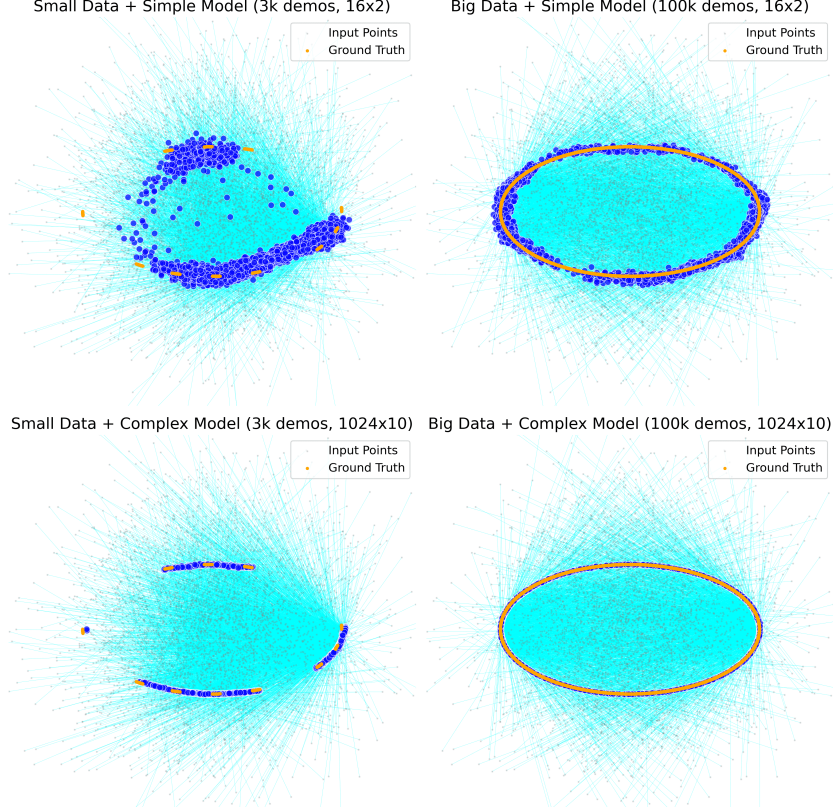 Small Data + Simple Model (3k demos, 16x2)
Input Points
Ground Truth
Big Data + Simple Model (100k demos, 16x2)
Input Points
Ground Truth
Small Data + Complex Model (3k demos, 1024x10)
Input Points
Ground Truth
Big Data + Complex Model (100k demos, 1024x10)
Input Points
Ground Truth